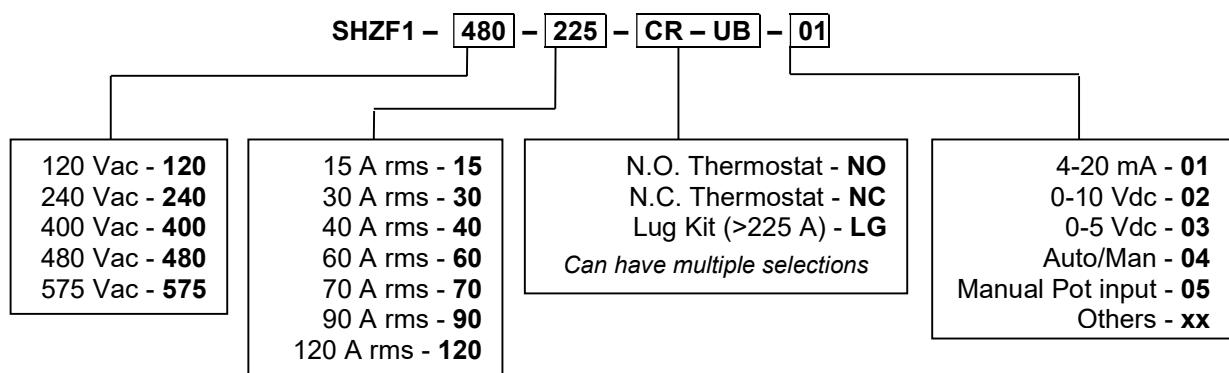 SHZF1 – 480 – 225 – CR – UB – 01
120 Vac - 120
240 Vac - 240
400 Vac - 400
480 Vac - 480
575 Vac - 575
15 A rms - 15
30 A rms - 30
40 A rms - 40
60 A rms - 60
70 A rms - 70
90 A rms - 90
120 A rms - 120
N.O. Thermostat - NO
N.C. Thermostat - NC
Lug Kit (>225 A) - LG
Can have multiple selections
4-20 mA - 01
0-10 Vdc - 02
0-5 Vdc - 03
Auto/Man - 04
Manual Pot input - 05
Others - xx